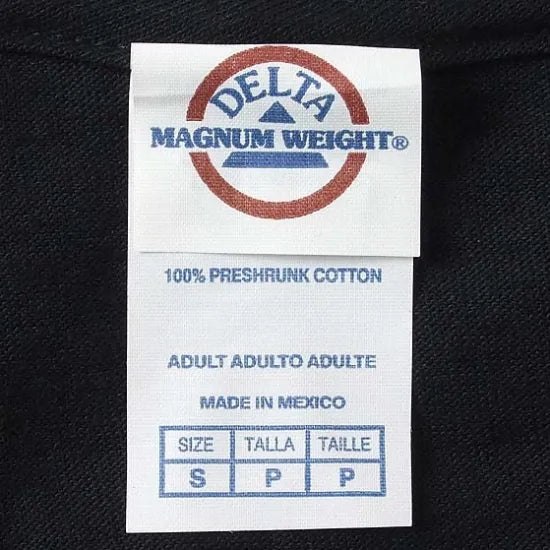 DELTA
MAGNUM WEIGHT®
100% PRESHRUNK COTTON
ADULT ADULTO ADULTE
MADE IN MEXICO
SIZE TALLA TAILLE
S P P